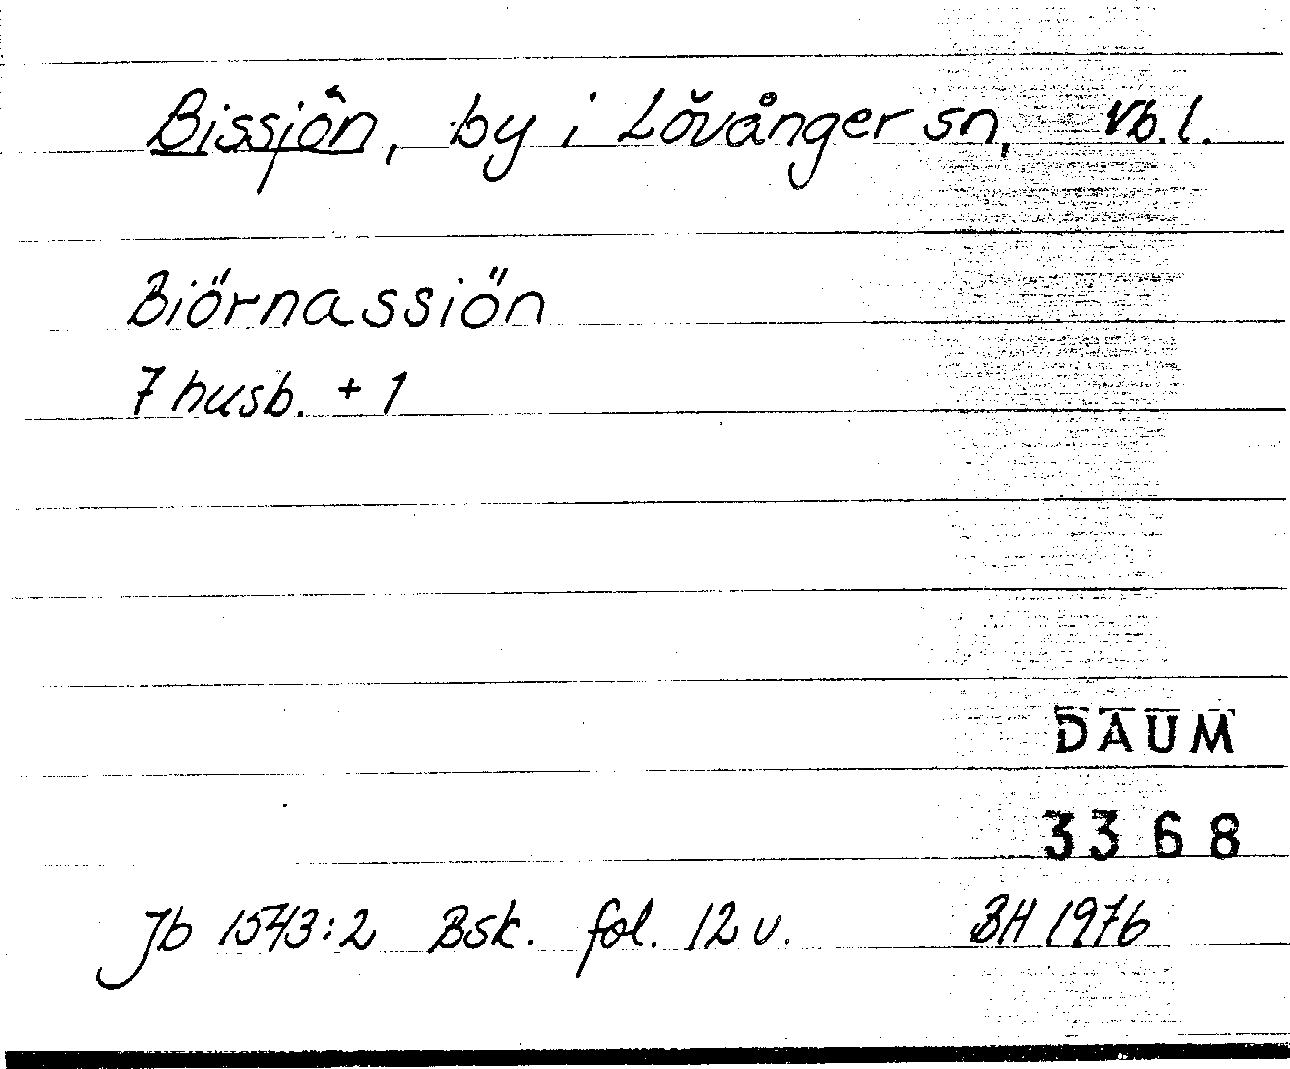 Bissjön, by i Lövånger sn, Vb.l.
Biörnassiön
7 husb. + 1
DAUM
3368
Jb 1543:2 Bsk. fol. 12 v. BH 1976